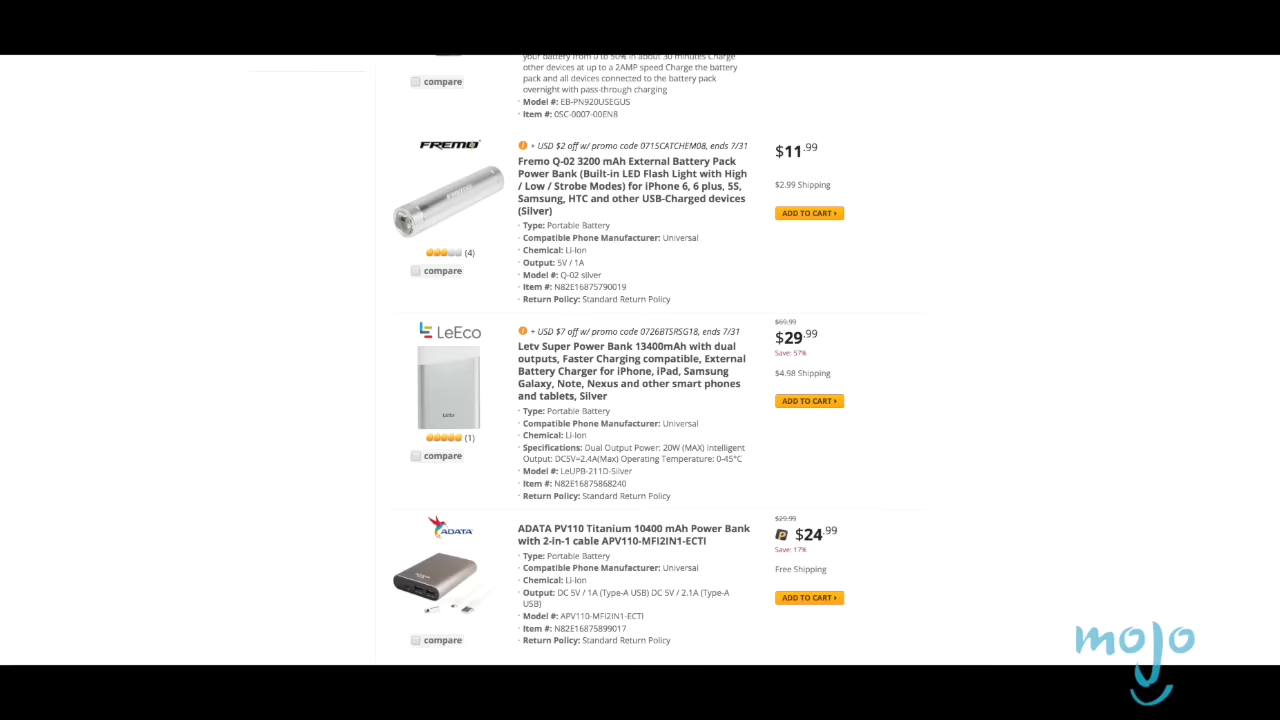 your battery from 0 to 50% in about 30 minutes Charge
other devices at up to a 2AMP speed Charge the battery
pack and all devices connected to the battery pack
overnight with pass-through charging
compare
· Model #: EB-PN920USEGUS
· Item #: 0SC-0007-00EN8
FREMO
+ USD $2 off w/ promo code 0715CATCHEM08, ends 7/31
Fremo Q-02 3200 mAh External Battery Pack
Power Bank (Built-in LED Flash Light with High
/ Low / Strobe Modes) for iPhone 6, 6 plus, 5S,
Samsung, HTC and other USB-Charged devices
(Silver)
· Type: Portable Battery
· Compatible Phone Manufacturer: Universal
· Chemical: Li-Ion
· Output: 5V / 1A
· Model #: Q-02 silver
· Item #: N82E16875790019
· Return Policy: Standard Return Policy
(4)
compare
$11.99
$2.99 Shipping
ADD TO CART
LeEco
+ USD $7 off w/ promo code 0726BTSRSG18, ends 7/31
Letv Super Power Bank 13400mAh with dual
outputs, Faster Charging compatible, External
Battery Charger for iPhone, iPad, Samsung
Galaxy, Note, Nexus and other smart phones
and tablets, Silver
· Type: Portable Battery
· Compatible Phone Manufacturer: Universal
· Chemical: Li-Ion
· Specifications: Dual Output Power: 20W (MAX) Intelligent
Output: DC5V=2.4A(Max) Operating Temperature: 0-45°C
· Model #: LeUPB-211D-Silver
· Item #: N82E16875868240
· Return Policy: Standard Return Policy
Letv
(1)
compare
$69.99
$29.99
Save: 57%
$4.98 Shipping
ADD TO CART
ADATA
ADATA PV110 Titanium 10400 mAh Power Bank
with 2-in-1 cable APV110-MFI2IN1-ECTI
· Type: Portable Battery
· Compatible Phone Manufacturer: Universal
· Chemical: Li-Ion
· Output: DC 5V / 1A (Type-A USB) DC 5V / 2.1A (Type-A
USB)
· Model #: APV110-MFI2IN1-ECTI
· Item #: N82E16875899017
· Return Policy: Standard Return Policy
compare
$29.99
$24.99
Save: 17%
Free Shipping
ADD TO CART
mojo